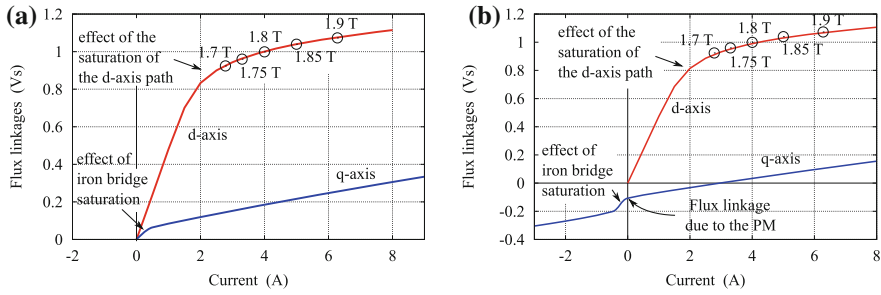 (a)
1.2
1
0.8
0.6
0.4
0.2
0
Flux linkages (Vs)
effect of the
saturation of
the d-axis path
1.7 T
1.75 T
1.8 T
1.85 T
1.9 T
d-axis
effect of
iron bridge
saturation
q-axis
-2
0
2
4
6
8
Current (A)
(b)
1.2
1
0.8
0.6
0.4
0.2
0
-0.2
-0.4
Flux linkages (Vs)
effect of the
saturation of
the d-axis path
1.7 T
1.75 T
1.8 T
1.85 T
1.9 T
d-axis
effect of
iron bridge
saturation
q-axis
Flux linkage
due to the PM
-2
0
2
4
6
8
Current (A)